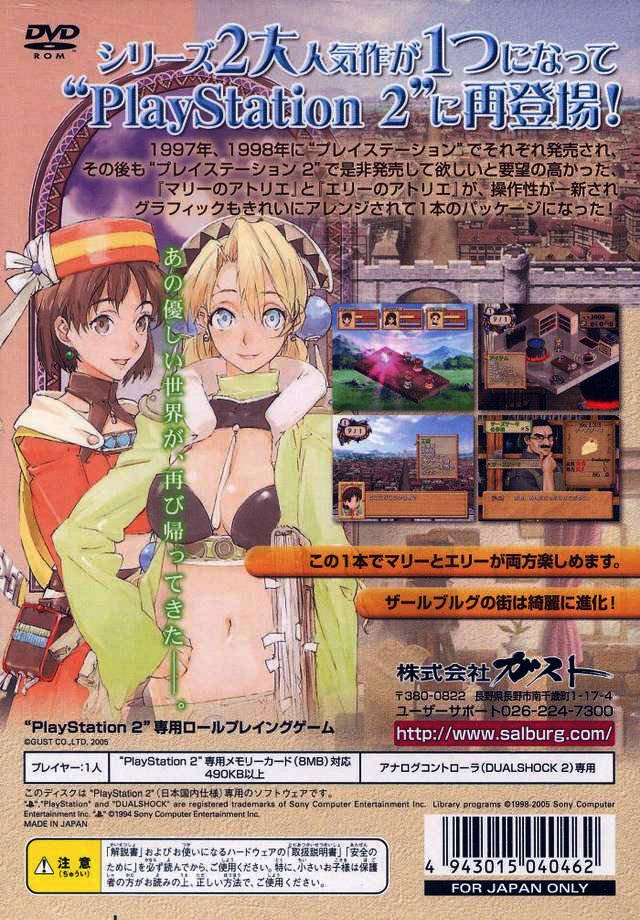 DVD
ROM
シリーズ2大人気作が1つになって
“PlayStation 2”に再登場！
1997年、1998年に“プレイステーション”でそれぞれ発売され、
その後も“プレイステーション 2”で是非発売して欲しいと要望の高かった、
『マリーのアトリエ』と『エリーのアトリエ』が、操作性が一新され
グラフィックもきれいにアレンジされて1本のパッケージになった！
あの優しい世界が、再び帰ってきた――。
この1本でマリーとエリーが両方楽しめます。
ザールブルグの街は綺麗に進化！
株式会社ガスト
〒380-0822 長野県長野市南千歳町1-17-4
ユーザーサポート026-224-7300
http://www.salburg.com/
“PlayStation 2”専用ロールプレイングゲーム
©GUST CO.,LTD. 2005
プレイヤー：1人
“PlayStation 2”専用メモリーカード（8MB）対応
490KB以上
アナログコントローラ（DUALSHOCK 2）専用
このディスクは “PlayStation 2”（日本国内仕様）専用のソフトウェアです。
“ ”,“PlayStation” and “DUALSHOCK” are registered trademarks of Sony Computer Entertainment Inc. Library programs ©1998-2005 Sony Computer
Entertainment Inc. “ ” ©1994 Sony Computer Entertainment Inc.
MADE IN JAPAN
注意
（ちゅうい）
「解説書」およびお使いになるハードウェアの「取扱説明書」「安全の
ために」を必ず読んでから、ご使用ください。特に、小さいお子様は保護
者の方がお読みの上、正しい方法で、ご使用ください。
4 943015 040462
FOR JAPAN ONLY